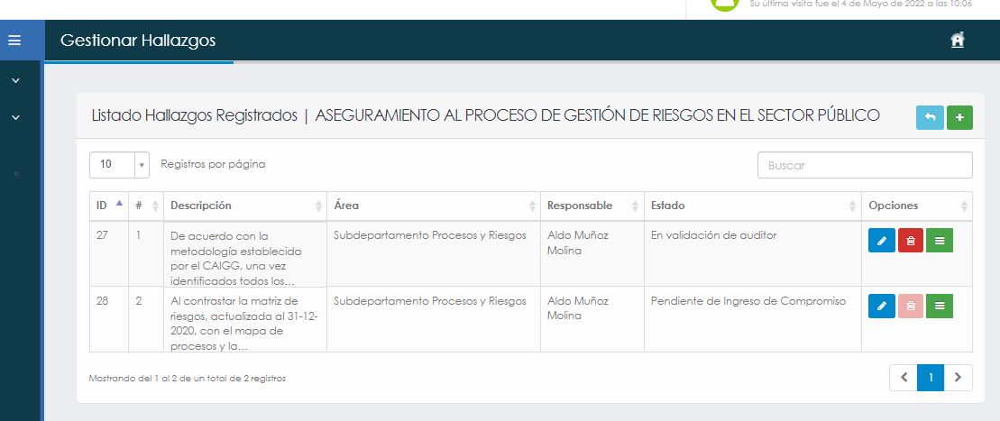 Su última visita fue el 4 de Mayo de 2022 a las 10:06
Gestionar Hallazgos
Listado Hallazgos Registrados | ASEGURAMIENTO AL PROCESO DE GESTIÓN DE RIESGOS EN EL SECTOR PÚBLICO
10 Registros por página
Buscar
ID # Descripción Área Responsable Estado Opciones
27 1 De acuerdo con la Subdepartamento Procesos y Riesgos Aldo Muñoz En validación de auditor
metodología establecida Molina
por el CAIGG, una vez
identificados todos los...
28 2 Al contrastar la matriz de Subdepartamento Procesos y Riesgos Aldo Muñoz Pendiente de Ingreso de Compromiso
riesgos, actualizada al 31-12- Molina
2020, con el mapa de
procesos y la...
Mostrando del 1 al 2 de un total de 2 registros
1